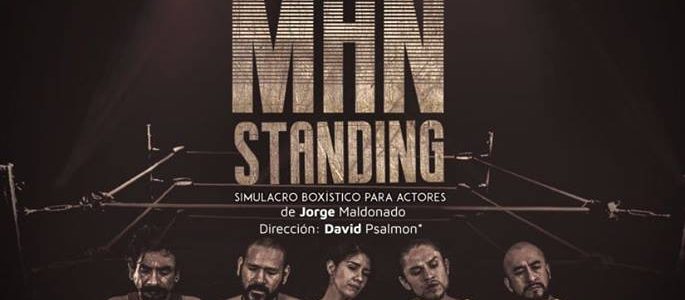 MAN
STANDING
SIMULACRO BOXÍSTICO PARA ACTORES
de Jorge Maldonado
Dirección: David Psalmon*